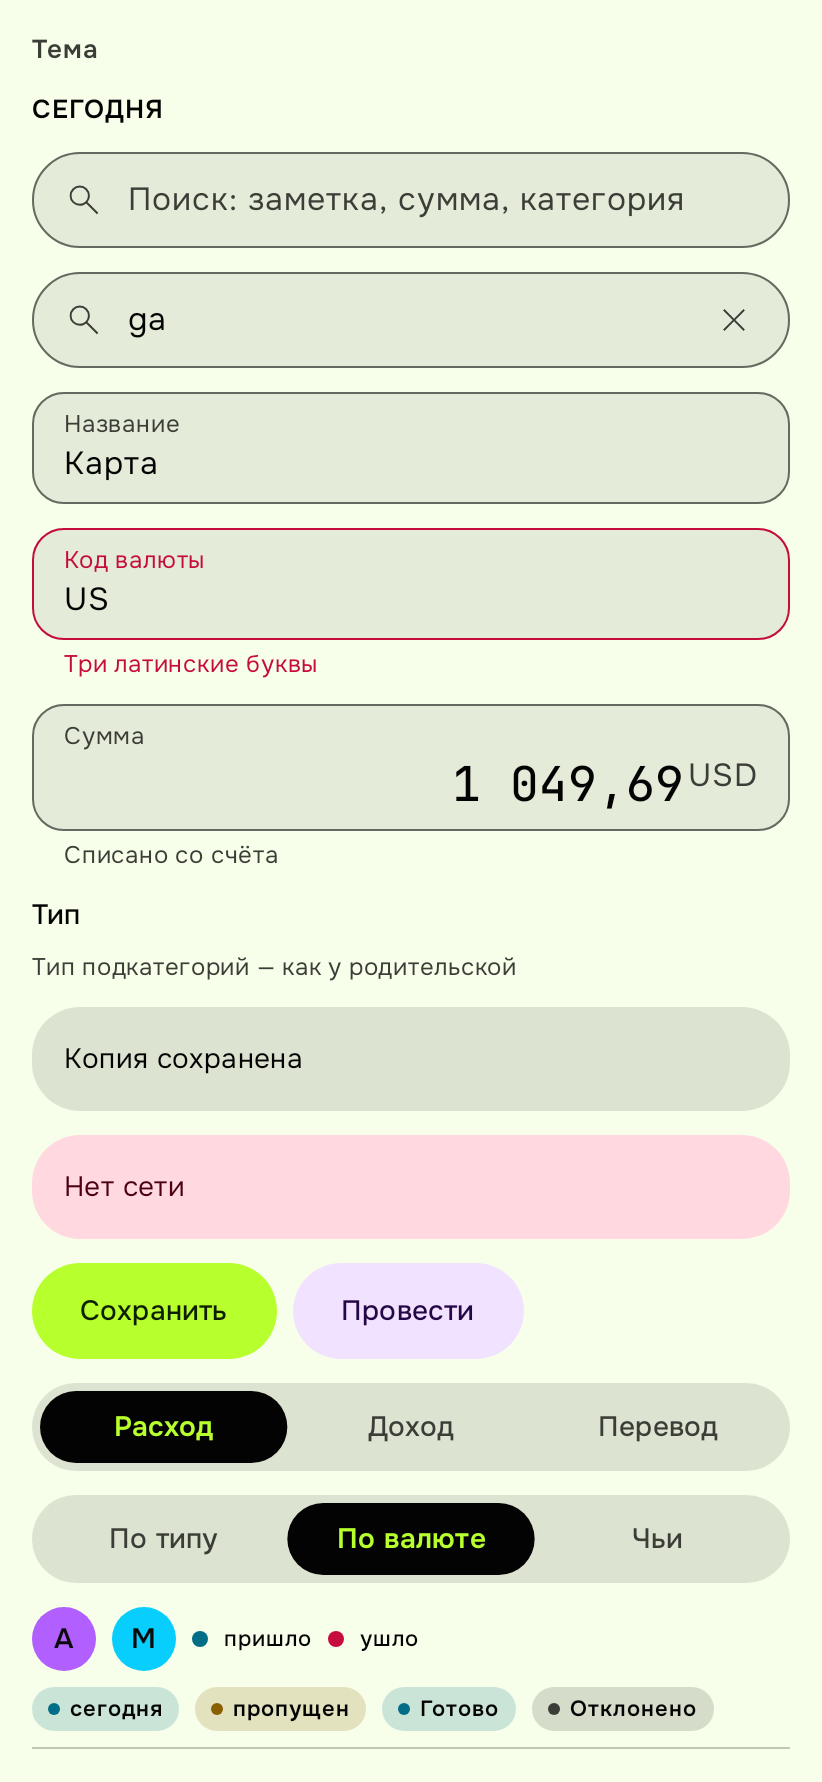 Тема
СЕГОДНЯ
Поиск: заметка, сумма, категория
ga
Название
Карта
Код валюты
US
Три латинские буквы
Сумма
1 049,69 USD
Списано со счёта
Тип
Тип подкатегорий — как у родительской
Копия сохранена
Нет сети
Сохранить Провести
Расход Доход Перевод
По типу По валюте Чьи
А М пришло ушло
сегодня пропущен Готово Отклонено